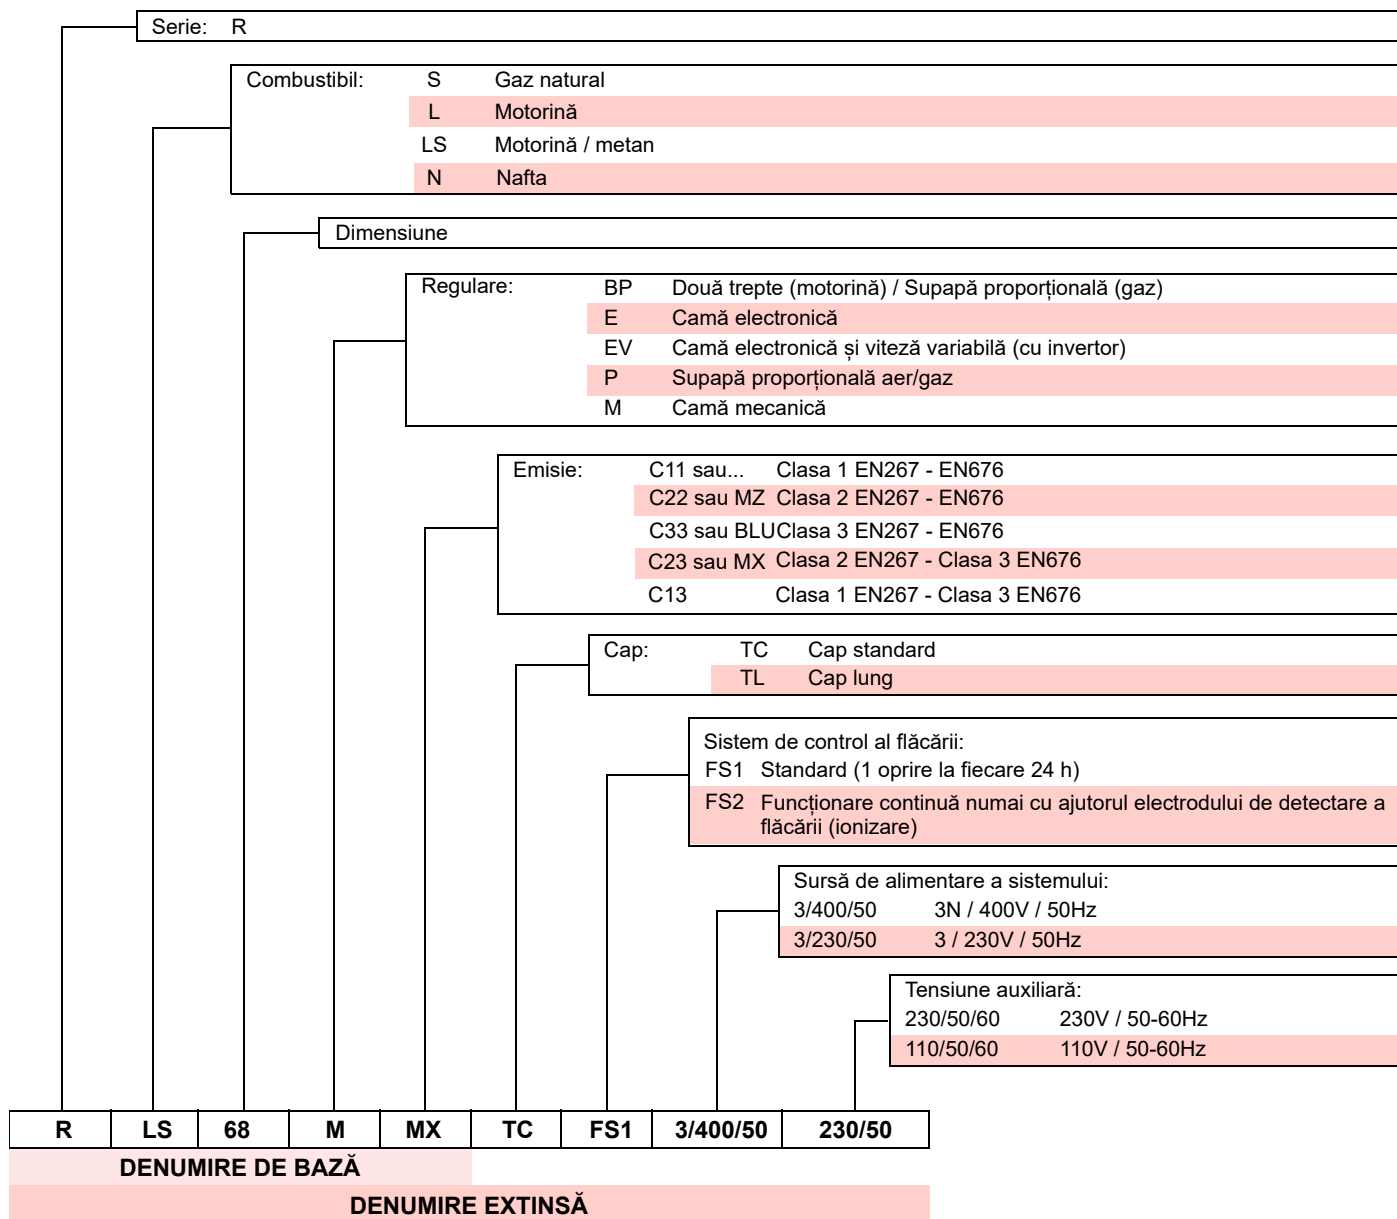 Serie: R
Combustibil: S Gaz natural
L Motorină
LS Motorină / metan
N Nafta
Dimensiune
Regulare: BP Două trepte (motorină) / Supapă proporțională (gaz)
E Camă electronică
EV Camă electronică și viteză variabilă (cu invertor)
P Supapă proporțională aer/gaz
M Camă mecanică
Emisie: C11 sau... Clasa 1 EN267 - EN676
C22 sau MZ Clasa 2 EN267 - EN676
C33 sau BLU Clasa 3 EN267 - EN676
C23 sau MX Clasa 2 EN267 - Clasa 3 EN676
C13 Clasa 1 EN267 - Clasa 3 EN676
Cap: TC Cap standard
TL Cap lung
Sistem de control al flăcării:
FS1 Standard (1 oprire la fiecare 24 h)
FS2 Funcționare continuă numai cu ajutorul electrodului de detectare a
flăcării (ionizare)
Sursă de alimentare a sistemului:
3/400/50 3N / 400V / 50Hz
3/230/50 3 / 230V / 50Hz
Tensiune auxiliară:
230/50/60 230V / 50-60Hz
110/50/60 110V / 50-60Hz
R LS 68 M MX TC FS1 3/400/50 230/50
DENUMIRE DE BAZĂ
DENUMIRE EXTINSĂ